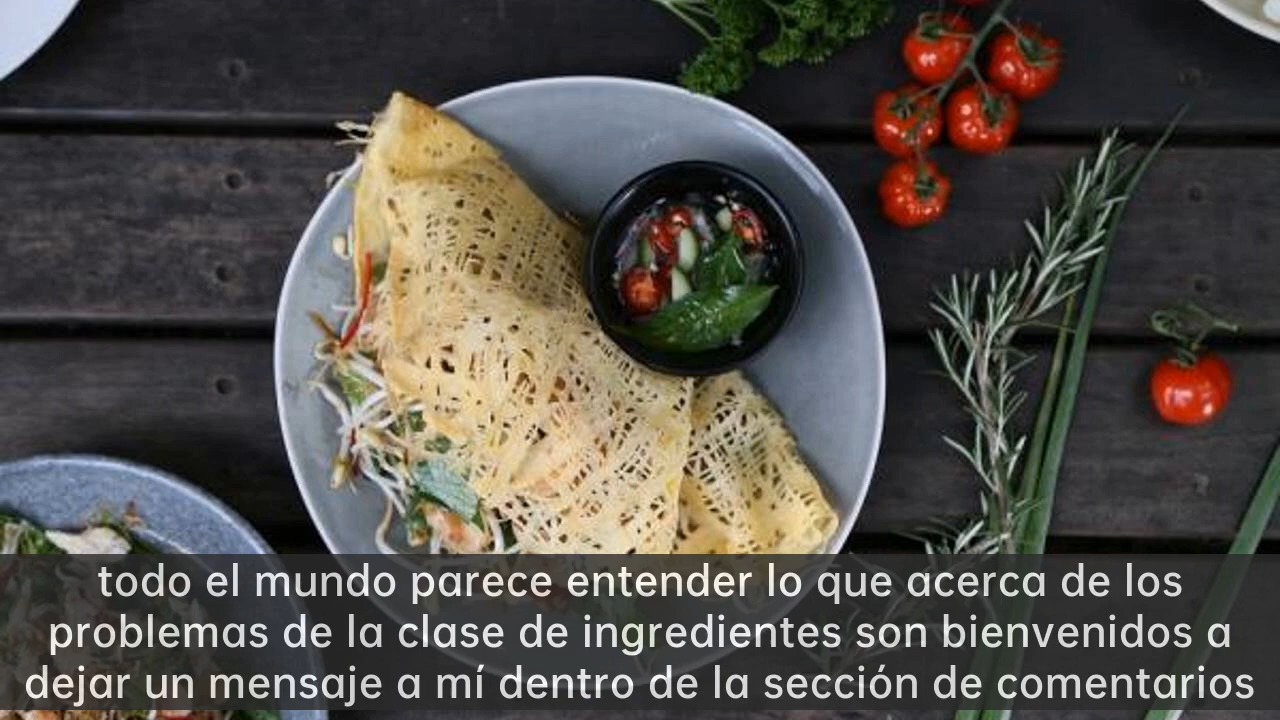 todo el mundo parece entender lo que acerca de los
problemas de la clase de ingredientes son bienvenidos a
dejar un mensaje a mí dentro de la sección de comentarios